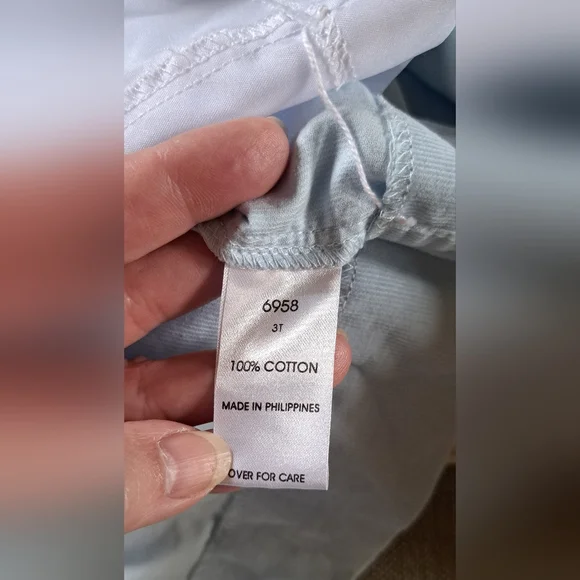 6958
3T
100% COTTON
MADE IN PHILIPPINES
OVER FOR CARE